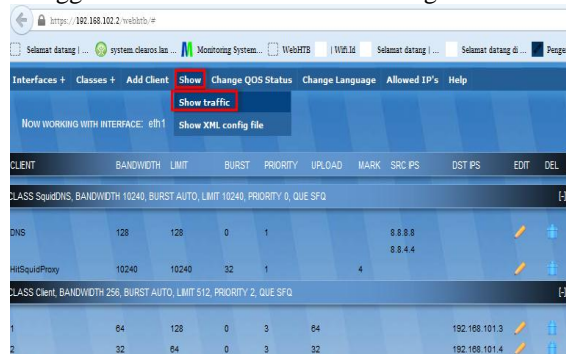 https://192.168.102.2/webhtb/#
Selamat datang | ... system.clearos.lan ... Monitoring System... WebHTB | Wifi.Id Selamat datang | ... Selamat datang di ... Penge
Interfaces + Classes + Add Client Show Change QOS Status Change Language Allowed IP's Help
Show traffic
NOW WORKING WITH INTERFACE: eth1 Show XML config file
CLIENT BANDWIDTH LIMIT BURST PRIORITY UPLOAD MARK SRC IPS DST IPS EDIT DEL
CLASS SquidDNS, BANDWIDTH 10240, BURST AUTO, LIMIT 10240, PRIORITY 0, QUE SFQ [-]
DNS 128 128 0 1 8.8.8.8
8.8.4.4
HitSquidProxy 10240 10240 32 1 4
CLASS Client, BANDWIDTH 256, BURST AUTO, LIMIT 512, PRIORITY 2, QUE SFQ [-]
1 64 128 0 3 64 192.168.101.3
2 32 64 0 3 32 192.168.101.4